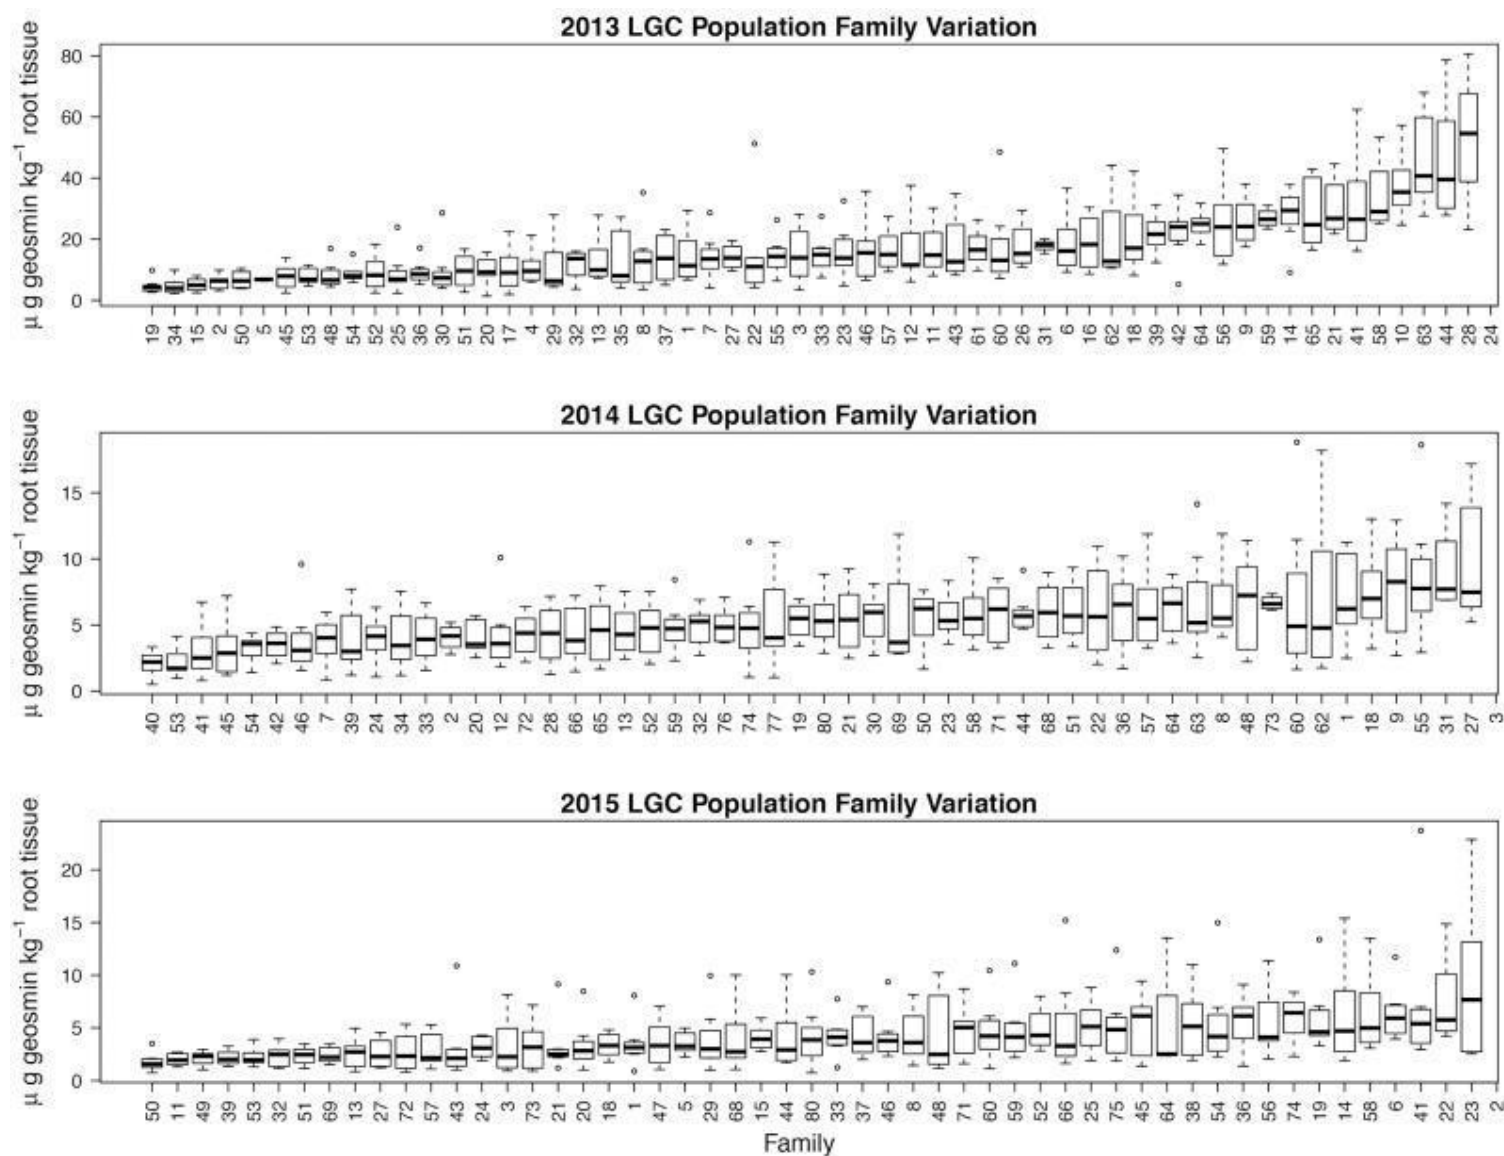 2013 LGC Population Family Variation
µ g geosmin kg⁻¹ root tissue
80
60
40
20
0
19 34 15 2 50 5 45 53 48 54 52 25 36 30 51 20 17 4 29 32 13 35 8 37 1 7 27 22 55 3 33 23 46 57 12 11 43 61 60 26 31 6 16 62 18 39 42 64 56 9 59 14 65 21 41 58 10 63 44 28 24
2014 LGC Population Family Variation
µ g geosmin kg⁻¹ root tissue
15
10
5
0
40 53 41 45 54 42 46 7 39 24 34 33 2 20 12 72 28 66 65 13 52 59 32 76 74 77 19 80 21 30 69 50 23 58 71 44 68 51 22 36 57 64 63 8 48 73 60 62 1 18 9 55 31 27 3
2015 LGC Population Family Variation
µ g geosmin kg⁻¹ root tissue
20
15
10
5
0
50 11 49 39 53 32 51 69 13 27 72 57 43 24 3 73 21 20 18 1 47 5 29 68 15 44 80 33 37 46 8 48 71 60 59 52 66 25 75 45 64 38 54 36 56 74 19 14 58 6 41 22 23 2
Family